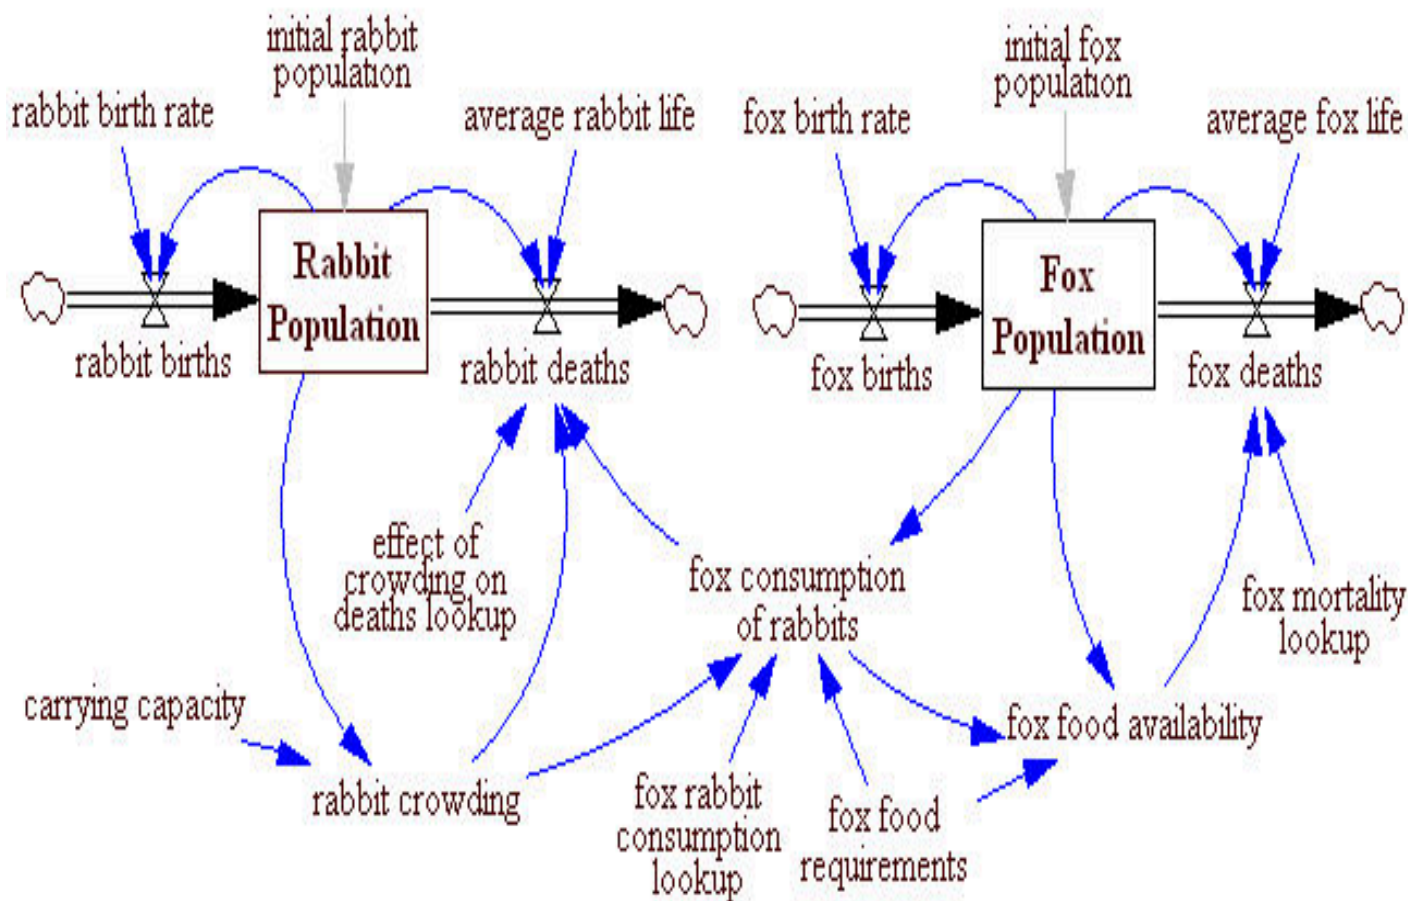 initial rabbit
population
initial fox
population
rabbit birth rate
average rabbit life
fox birth rate
average fox life
Rabbit
Population
Fox
Population
rabbit births
rabbit deaths
fox births
fox deaths
effect of
crowding on
deaths lookup
fox consumption
of rabbits
fox mortality
lookup
carrying capacity
fox food availability
rabbit crowding
fox rabbit
consumption
lookup
fox food
requirements